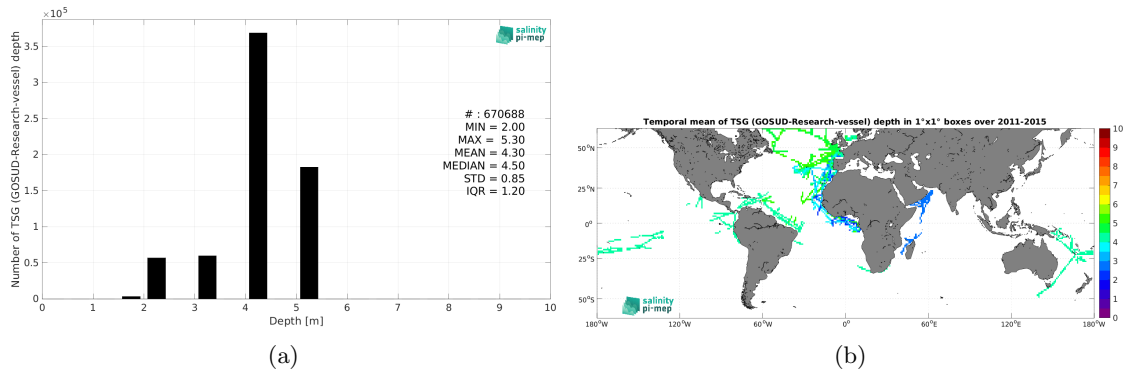 ×10⁵
Number of TSG (GOSUD-Research-vessel) depth
3.5
3
2.5
2
1.5
1
0.5
0
salinity
pi-mep
# : 670688
MIN = 2.00
MAX = 5.30
MEAN = 4.30
MEDIAN = 4.50
STD = 0.85
IQR = 1.20
0 1 2 3 4 5 6 7 8 9 10
Depth [m]
(a)
Temporal mean of TSG (GOSUD-Research-vessel) depth in 1°x1° boxes over 2011-2015
50°N
25°N
0°
25°S
50°S
salinity
pi-mep
180°W 120°W 60°W 0° 60°E 120°E 180°W
10
9
8
7
6
5
4
3
2
1
0
(b)